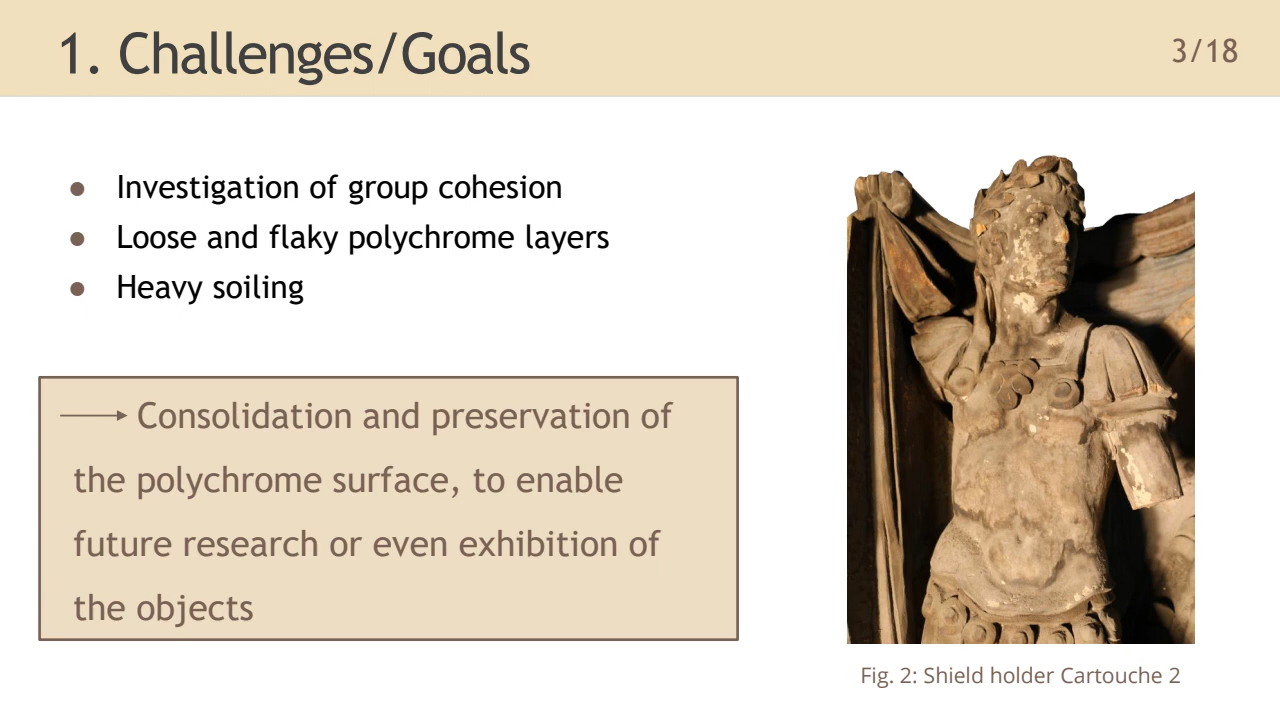 1. Challenges/Goals
3/18
● Investigation of group cohesion
● Loose and flaky polychrome layers
● Heavy soiling
Consolidation and preservation of
the polychrome surface, to enable
future research or even exhibition of
the objects
Fig. 2: Shield holder Cartouche 2